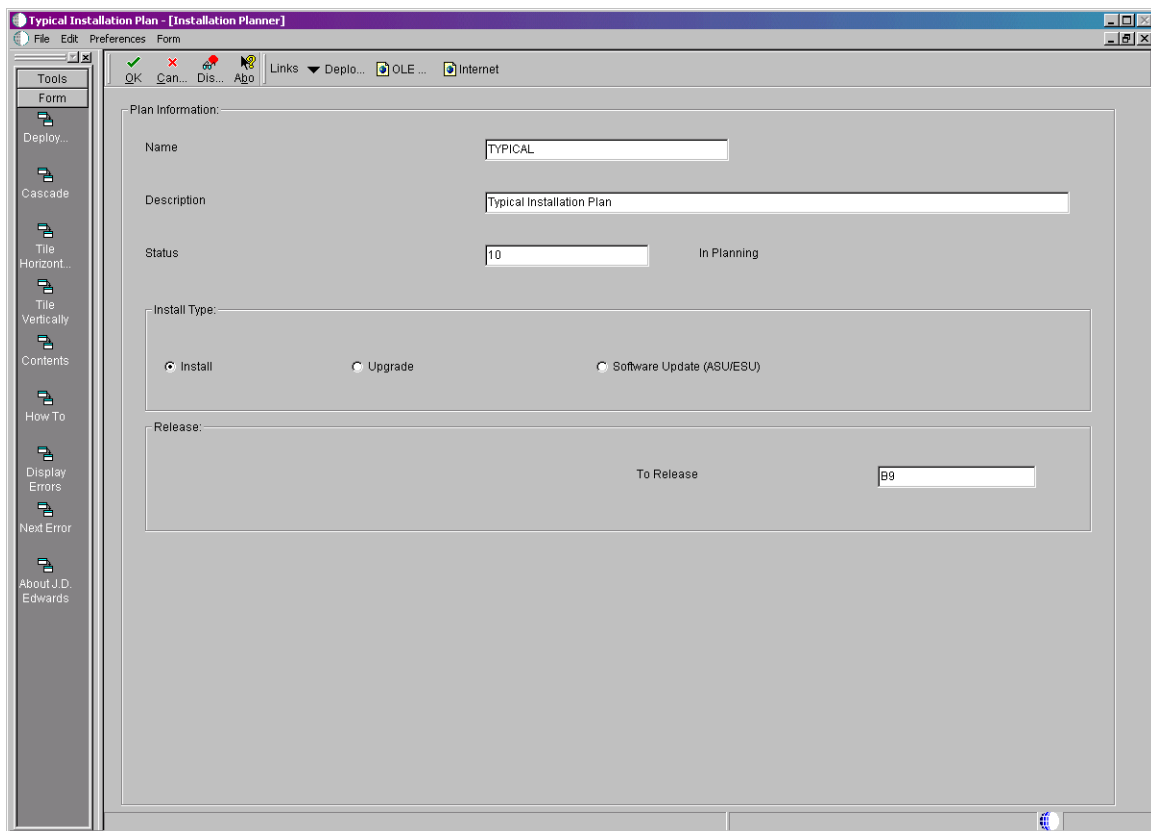 Typical Installation Plan - [Installation Planner]
File Edit Preferences Form
Tools
Form
Deploy...
Cascade
Tile
Horizont...
Tile
Vertically
Contents
How To
Display
Errors
Next Error
About J.D.
Edwards
OK Can... Dis... Abo Links Deplo... OLE ... Internet
Plan Information:
Name TYPICAL
Description Typical Installation Plan
Status 10 In Planning
Install Type:
Install Upgrade Software Update (ASU/ESU)
Release:
To Release B9